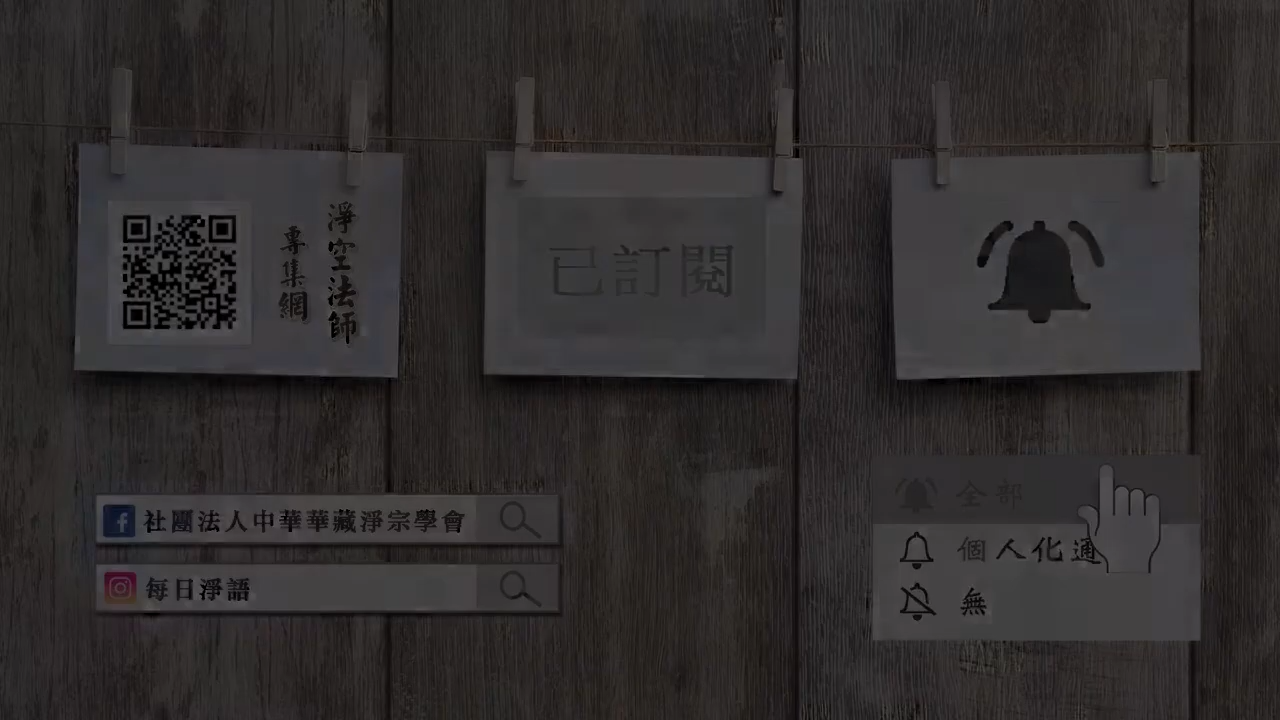 淨空法師
專集網
已訂閱
社團法人中華華藏淨宗學會
每日淨語
全部
個人化通
無